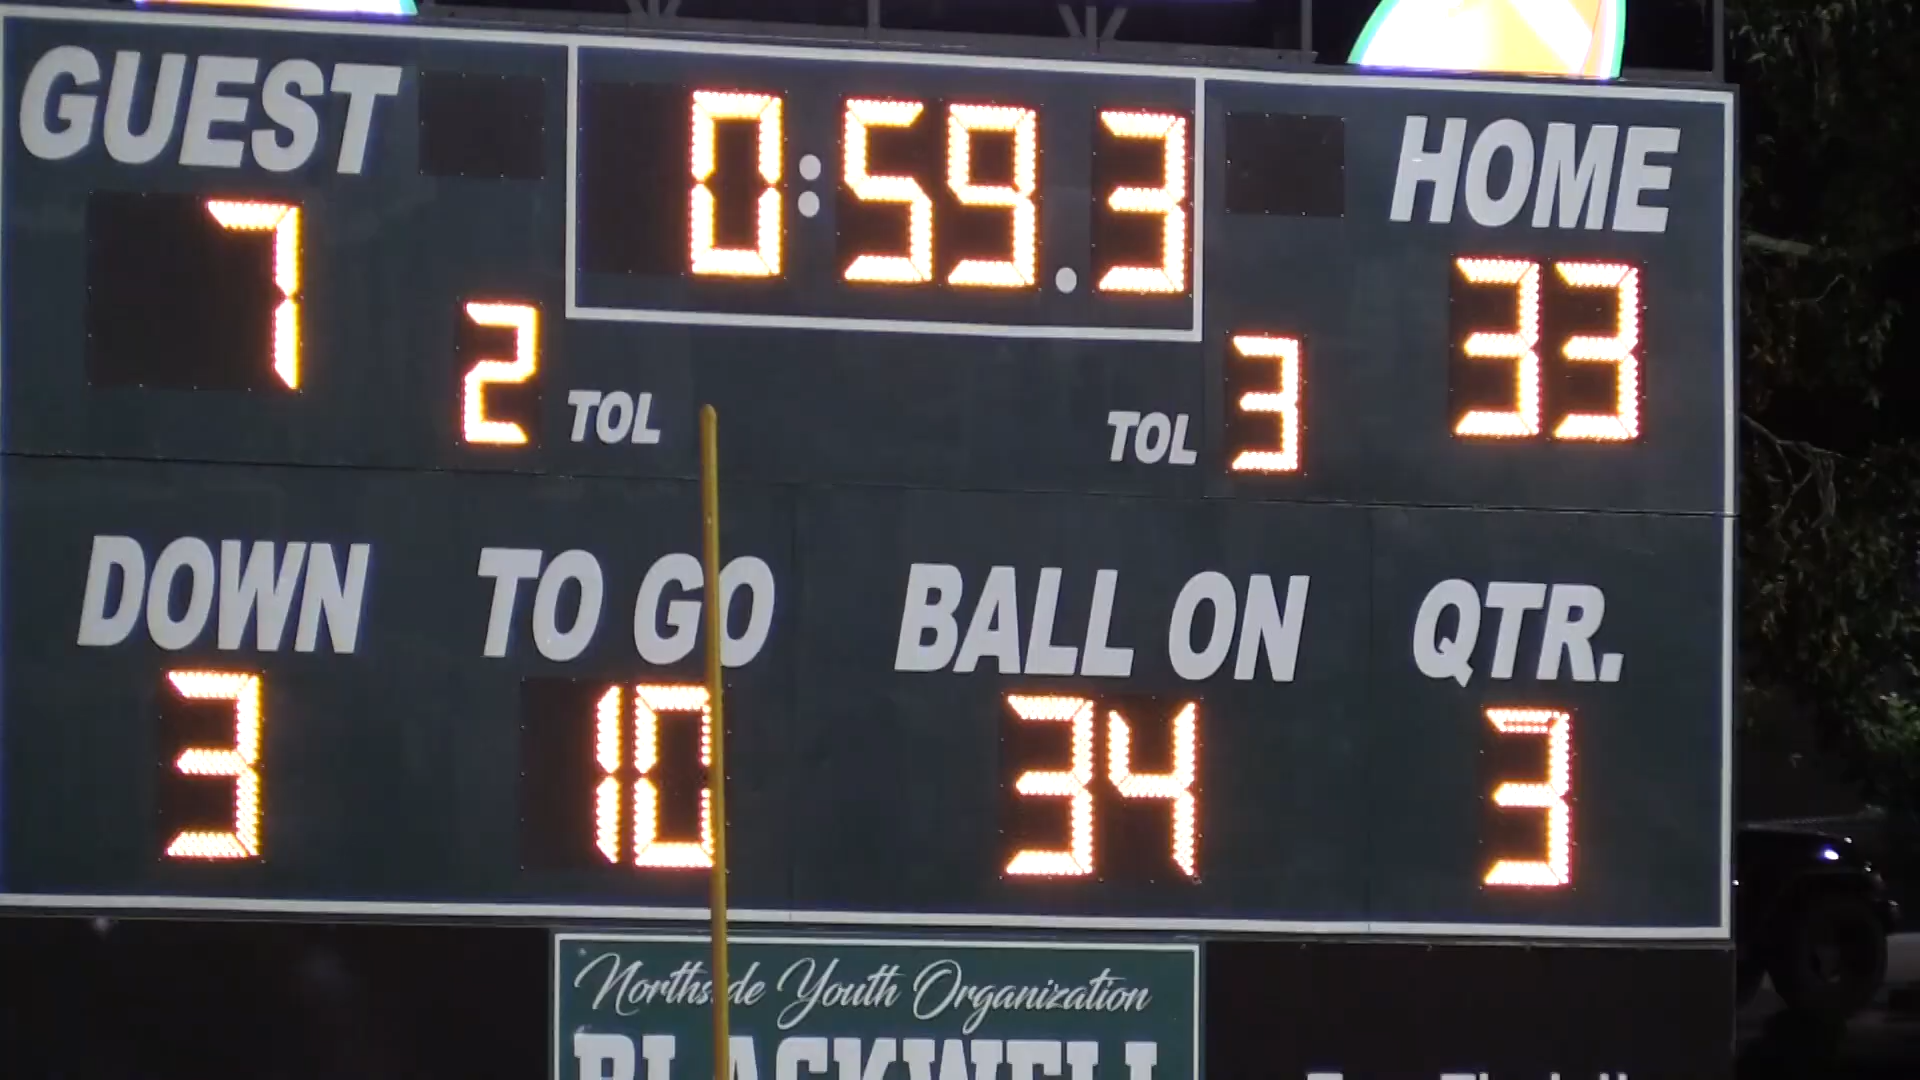 GUEST 0:59.3 HOME
7 2 TOL TOL 3 33
DOWN TO GO BALL ON QTR.
3 10 34 3
Northside Youth Organization
BLACKWELL